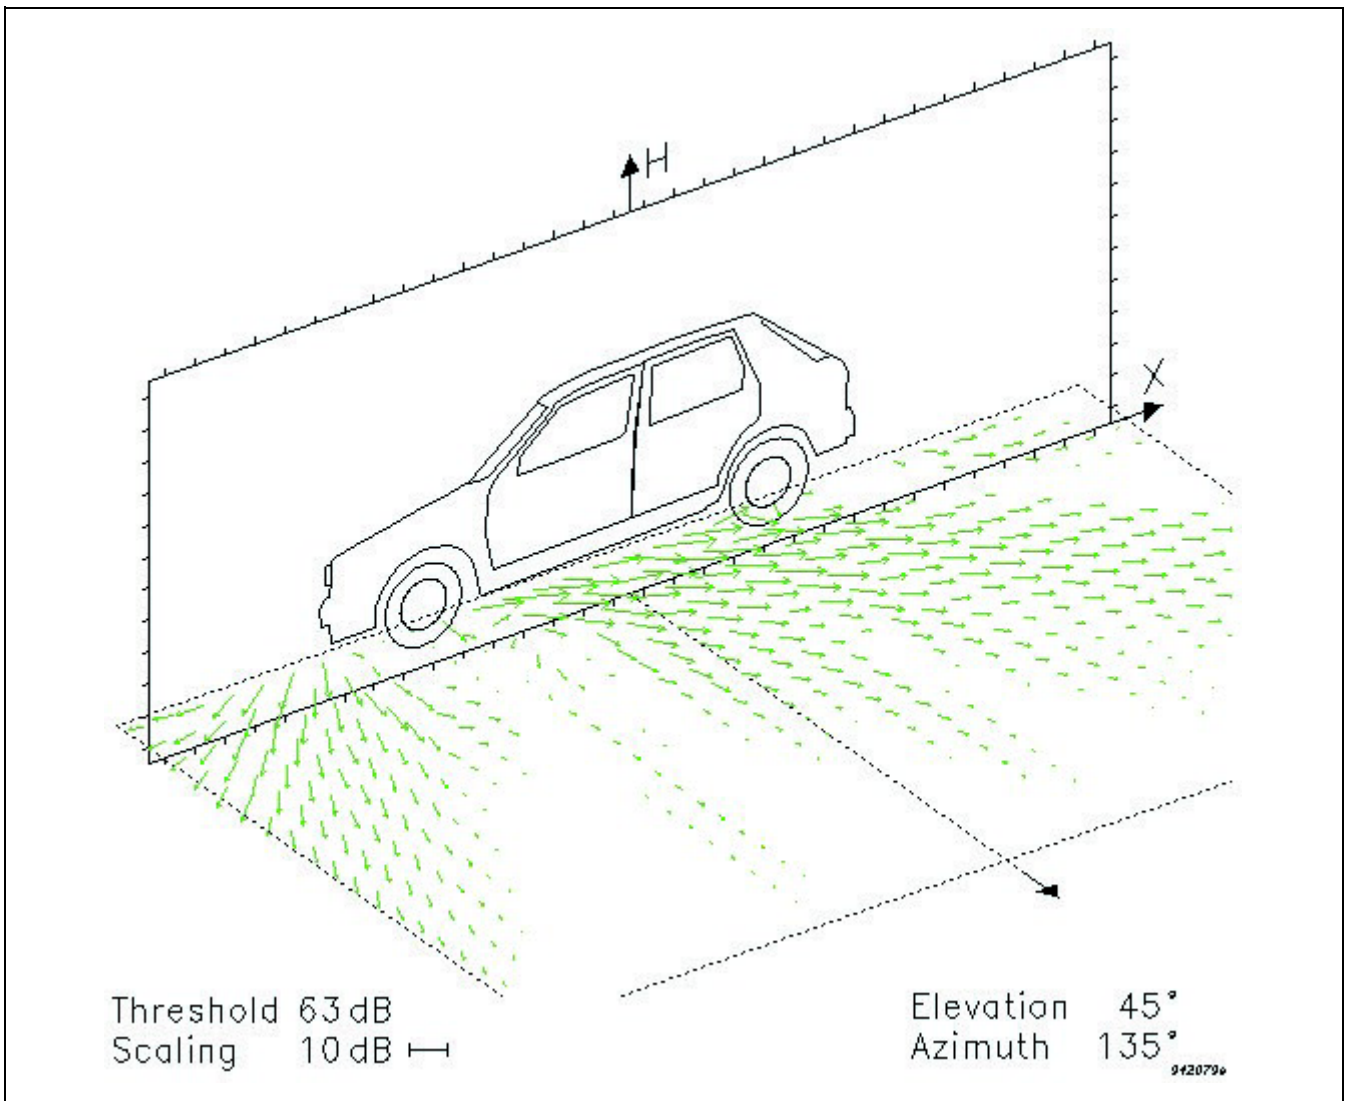 H
X
Threshold 63 dB
Scaling 10 dB
Elevation 45°
Azimuth 135°